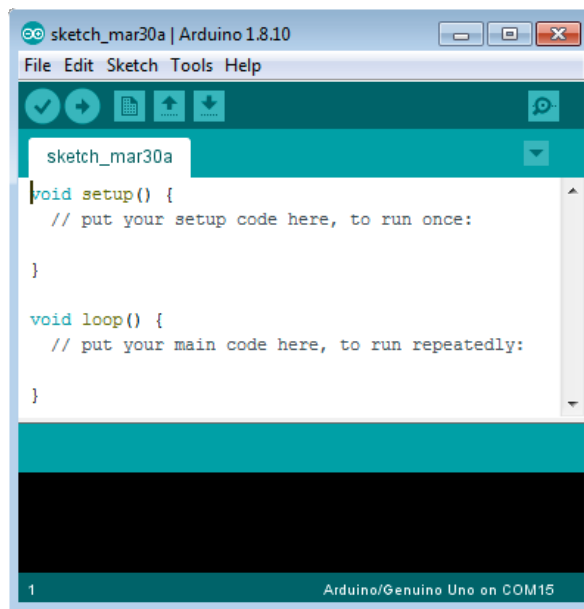 sketch_mar30a | Arduino 1.8.10
File Edit Sketch Tools Help
sketch_mar30a
void setup() {
  // put your setup code here, to run once:
}
void loop() {
  // put your main code here, to run repeatedly:
}
1 Arduino/Genuino Uno on COM15